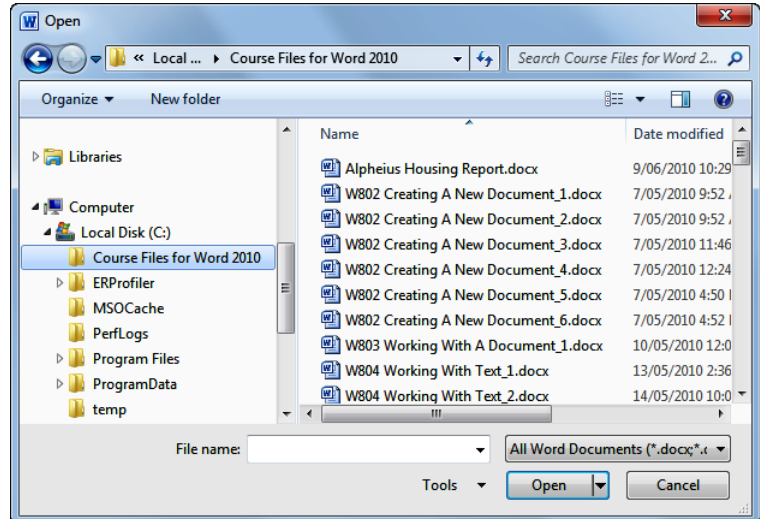 Open
« Local ... Course Files for Word 2010
Search Course Files for Word 2...
Organize New folder
Libraries
Computer
Local Disk (C:)
Course Files for Word 2010
ERProfiler
MSOCache
PerfLogs
Program Files
ProgramData
temp
Name Date modified
Alpheius Housing Report.docx 9/06/2010 10:29
W802 Creating A New Document_1.docx 7/05/2010 9:52
W802 Creating A New Document_2.docx 7/05/2010 9:52
W802 Creating A New Document_3.docx 7/05/2010 11:46
W802 Creating A New Document_4.docx 7/05/2010 12:24
W802 Creating A New Document_5.docx 7/05/2010 4:50
W802 Creating A New Document_6.docx 7/05/2010 4:52
W803 Working With A Document_1.docx 10/05/2010 12:0
W804 Working With Text_1.docx 13/05/2010 2:36
W804 Working With Text_2.docx 14/05/2010 10:0
File name: All Word Documents (*.docx;*.
Tools Open Cancel